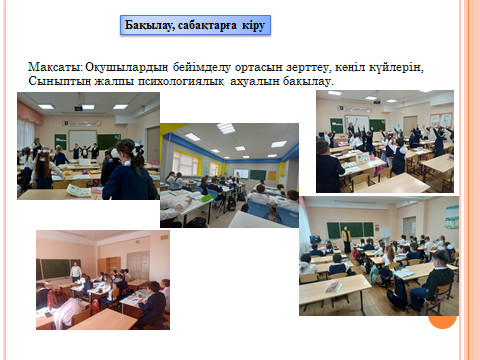 Бақылау, сабақтарға кіру
Мақсаты: Оқушылардың бейімделу ортасын зерттеу, көңіл күйлерін,
Сыныптың жалпы психологиялық ахуалын бақылау.